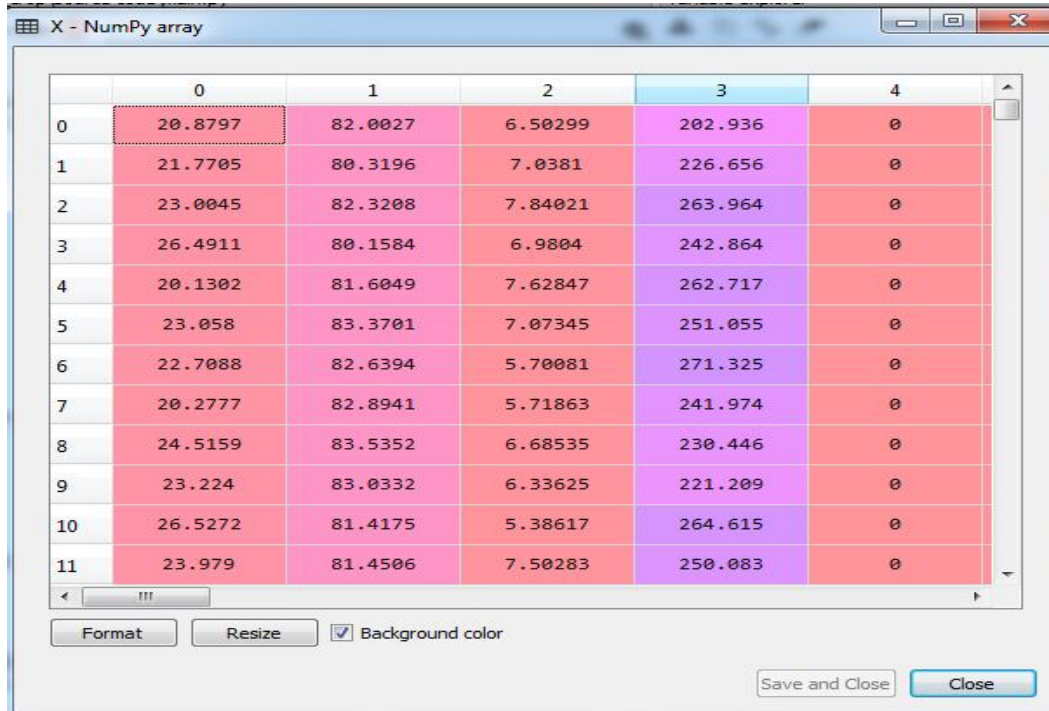 X - NumPy array
0 1 2 3 4
0 20.8797 82.0027 6.50299 202.936 0
1 21.7705 80.3196 7.0381 226.656 0
2 23.0045 82.3208 7.84021 263.964 0
3 26.4911 80.1584 6.9804 242.864 0
4 20.1302 81.6049 7.62847 262.717 0
5 23.058 83.3701 7.07345 251.055 0
6 22.7088 82.6394 5.70081 271.325 0
7 20.2777 82.8941 5.71863 241.974 0
8 24.5159 83.5352 6.68535 230.446 0
9 23.224 83.0332 6.33625 221.209 0
10 26.5272 81.4175 5.38617 264.615 0
11 23.979 81.4506 7.50283 250.083 0
Format Resize Background color
Save and Close Close